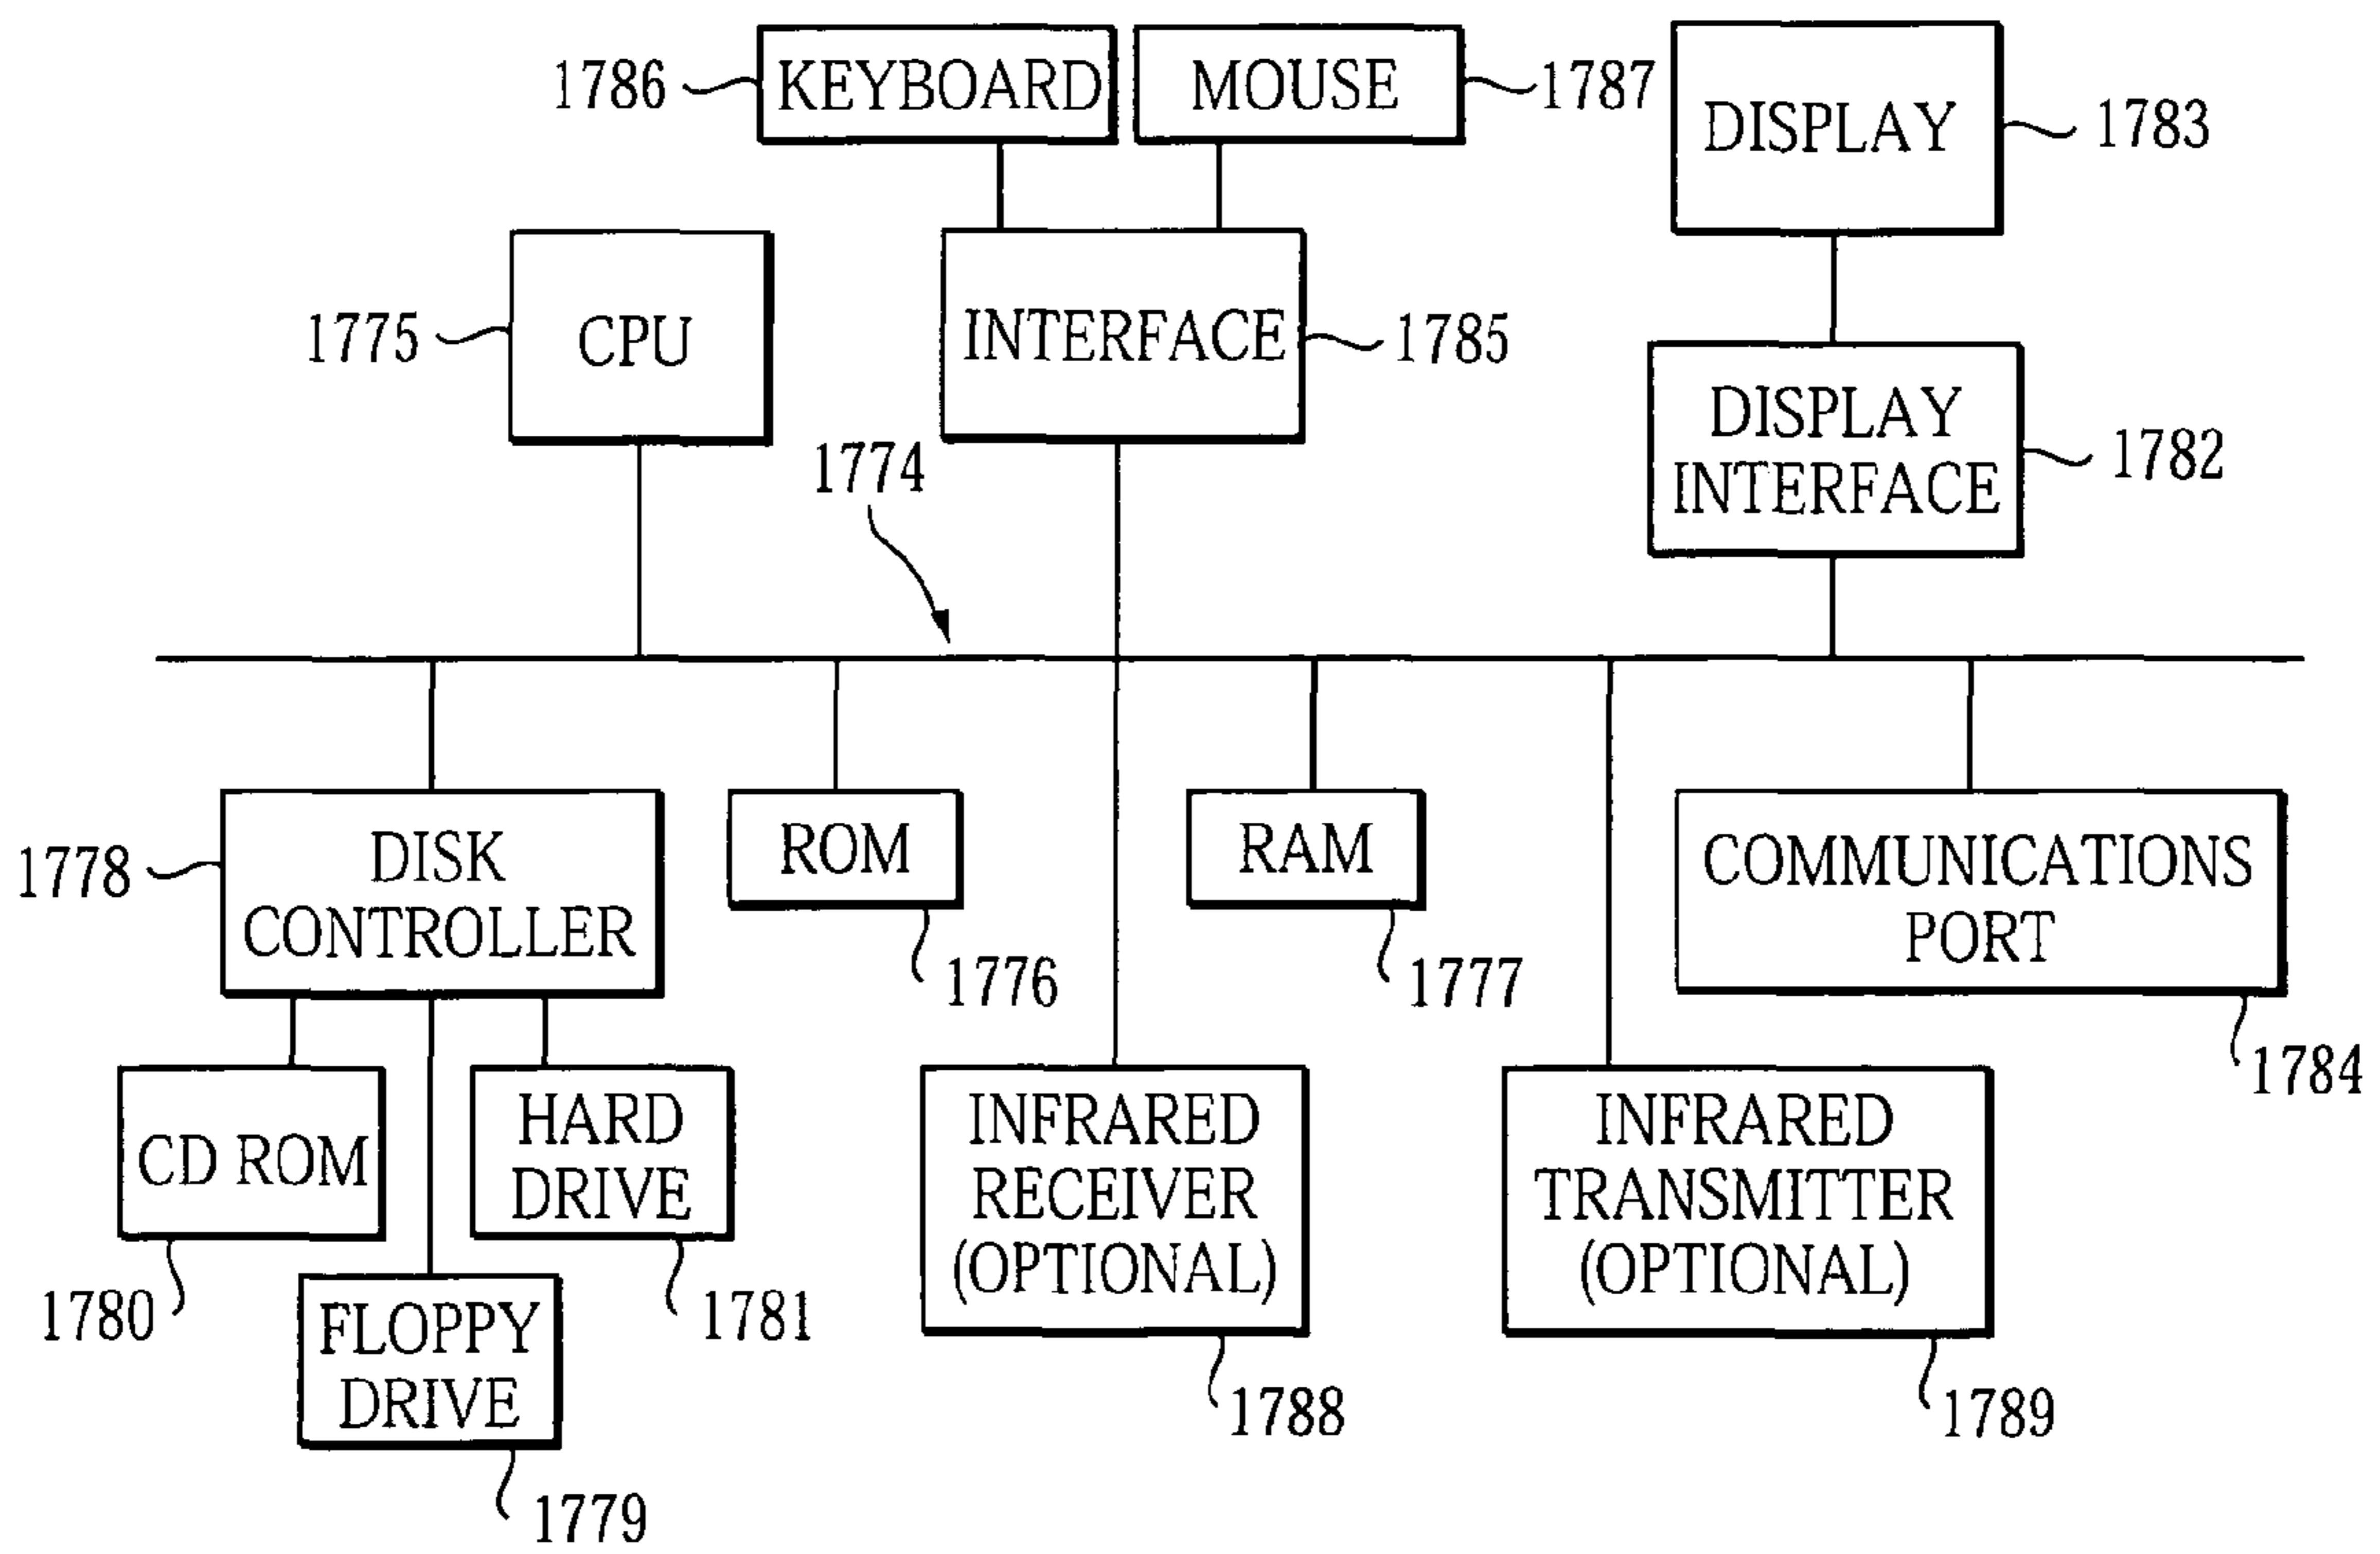 1786
KEYBOARD
MOUSE
1787
DISPLAY
1783
1775
CPU
INTERFACE
1785
DISPLAY
INTERFACE
1782
1774
1778
DISK
CONTROLLER
ROM
1776
RAM
1777
COMMUNICATIONS
PORT
1784
CD ROM
1780
HARD
DRIVE
1781
FLOPPY
DRIVE
1779
INFRARED
RECEIVER
(OPTIONAL)
1788
INFRARED
TRANSMITTER
(OPTIONAL)
1789